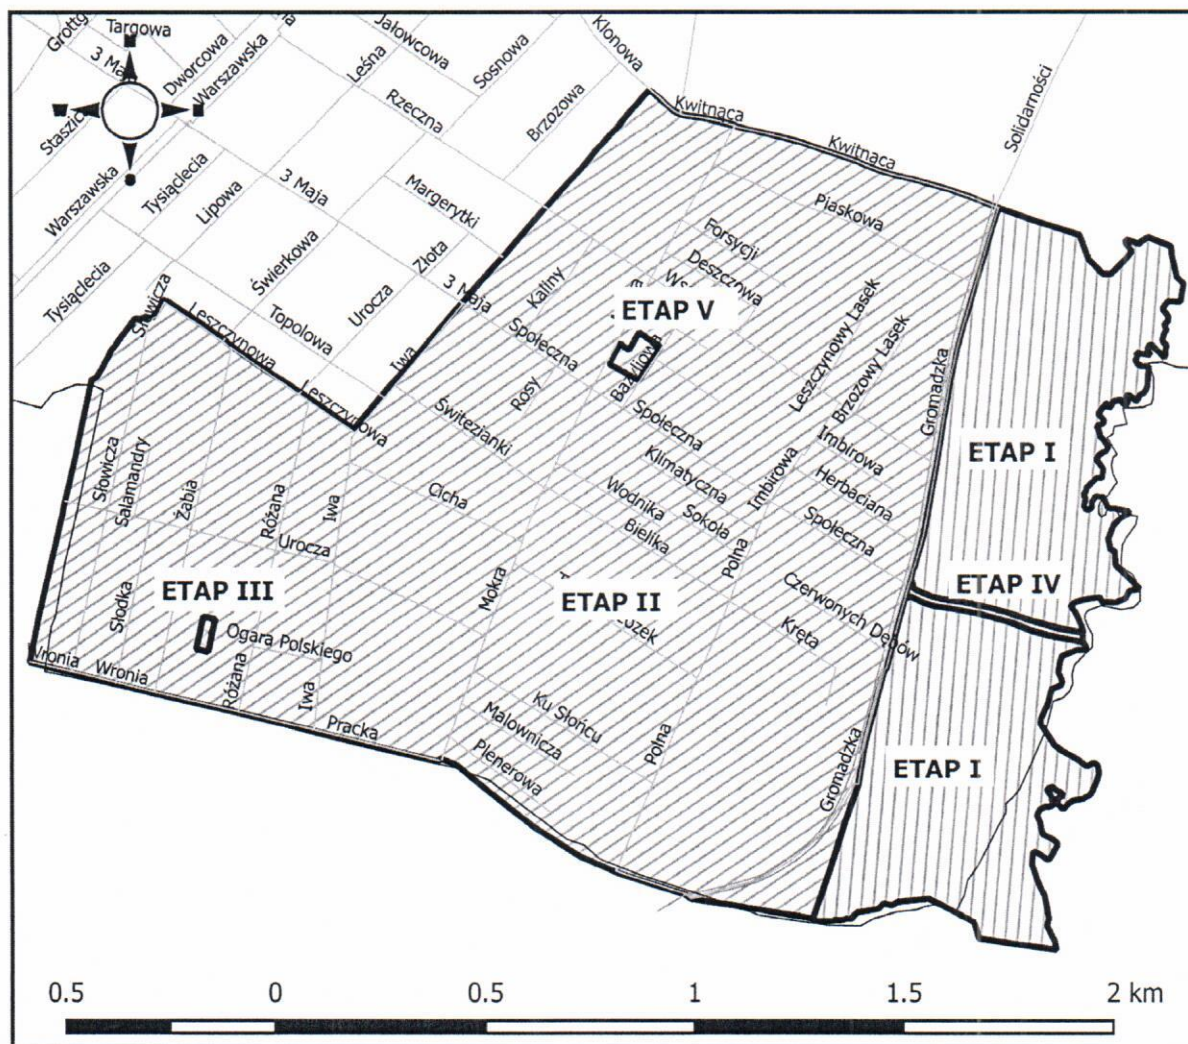 Targowa
Grottg
3 Maj
Dworcowa
Warszawska
Staszic
Jałowcowa
Leśna
Sosnowa
Klonowa
Rzeczna
Brzozowa
Kwitnąca
Kwitnąca
Solidarności
Warszawska
Tysiąclecia
Lipowa
3 Maja
Margerytki
Piaskowa
Tysiąclecia
Świerkowa
Złota
Urocza
3 Maja
Kaliny
Forsycji
Deszczowa
Ws
Słowicza
Leszczynowa
Topolowa
Iwa
Społeczna
ETAP V
Leszczynowy Lasek
Brzozowy Lasek
Gromadzka
Leszczynowa
Rosy
Świtezianki
Społeczna
Imbirowa
Herbaciana
ETAP I
Słowicza
Salamandry
Żabia
Różana
Iwa
Cicha
Klimatyczna
Imbirowa
Wodnika
Sokoła
Bielika
Społeczna
Urocza
Polna
Mokra
ETAP III
ETAP II
ETAP IV
Czerwonych Dębów
Słodka
Ogara Polskiego
Kręta
Wronia
Wronia
Różana
Iwa
Pracka
Ku Słońcu
Malownicza
Plenerowa
Polna
Gromadzka
ETAP I
0.5 0 0.5 1 1.5 2 km